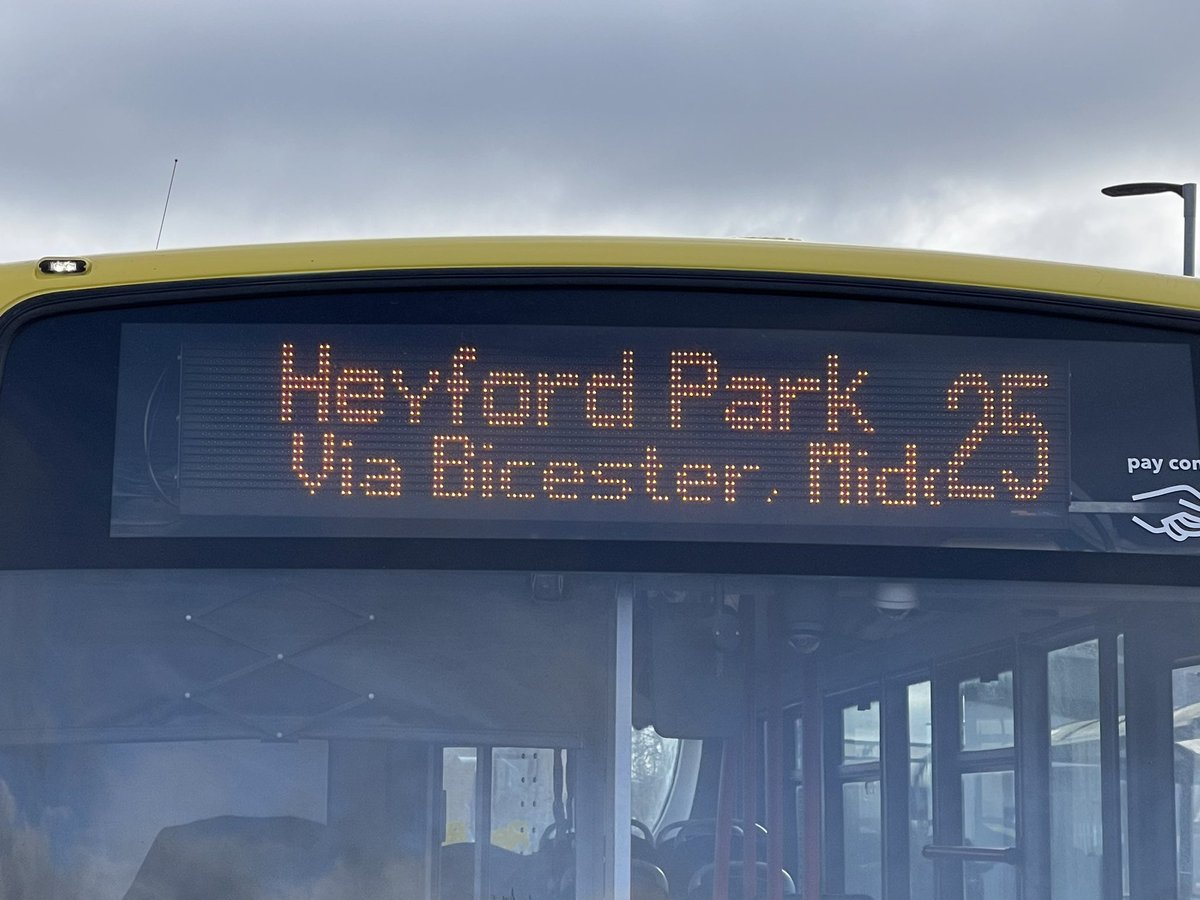 Heyford Park 25
Via Bicester, Mid
pay con